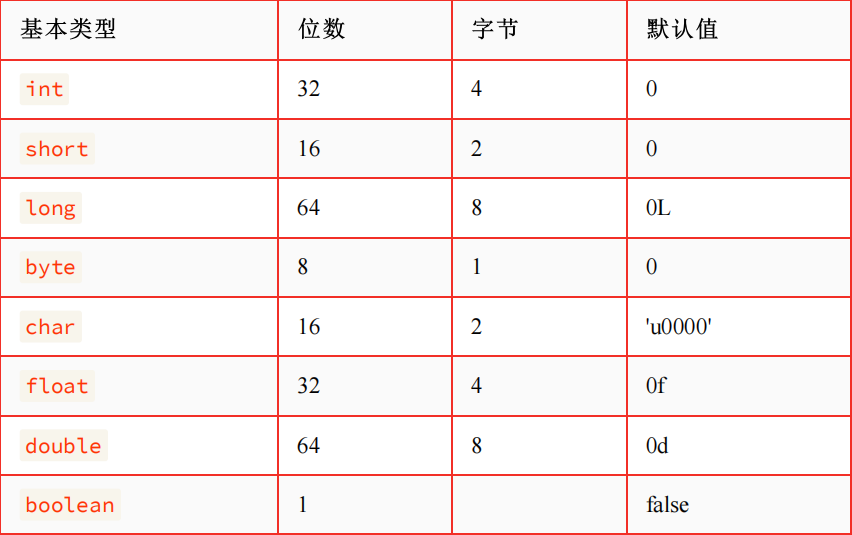 基本类型 位数 字节 默认值
int 32 4 0
short 16 2 0
long 64 8 0L
byte 8 1 0
char 16 2 'u0000'
float 32 4 0f
double 64 8 0d
boolean 1 false